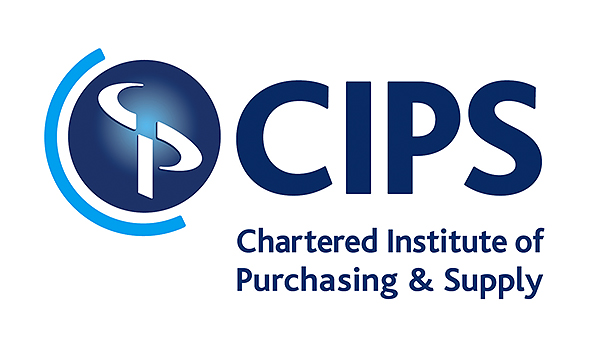 CIPS
Chartered Institute of
Purchasing & Supply